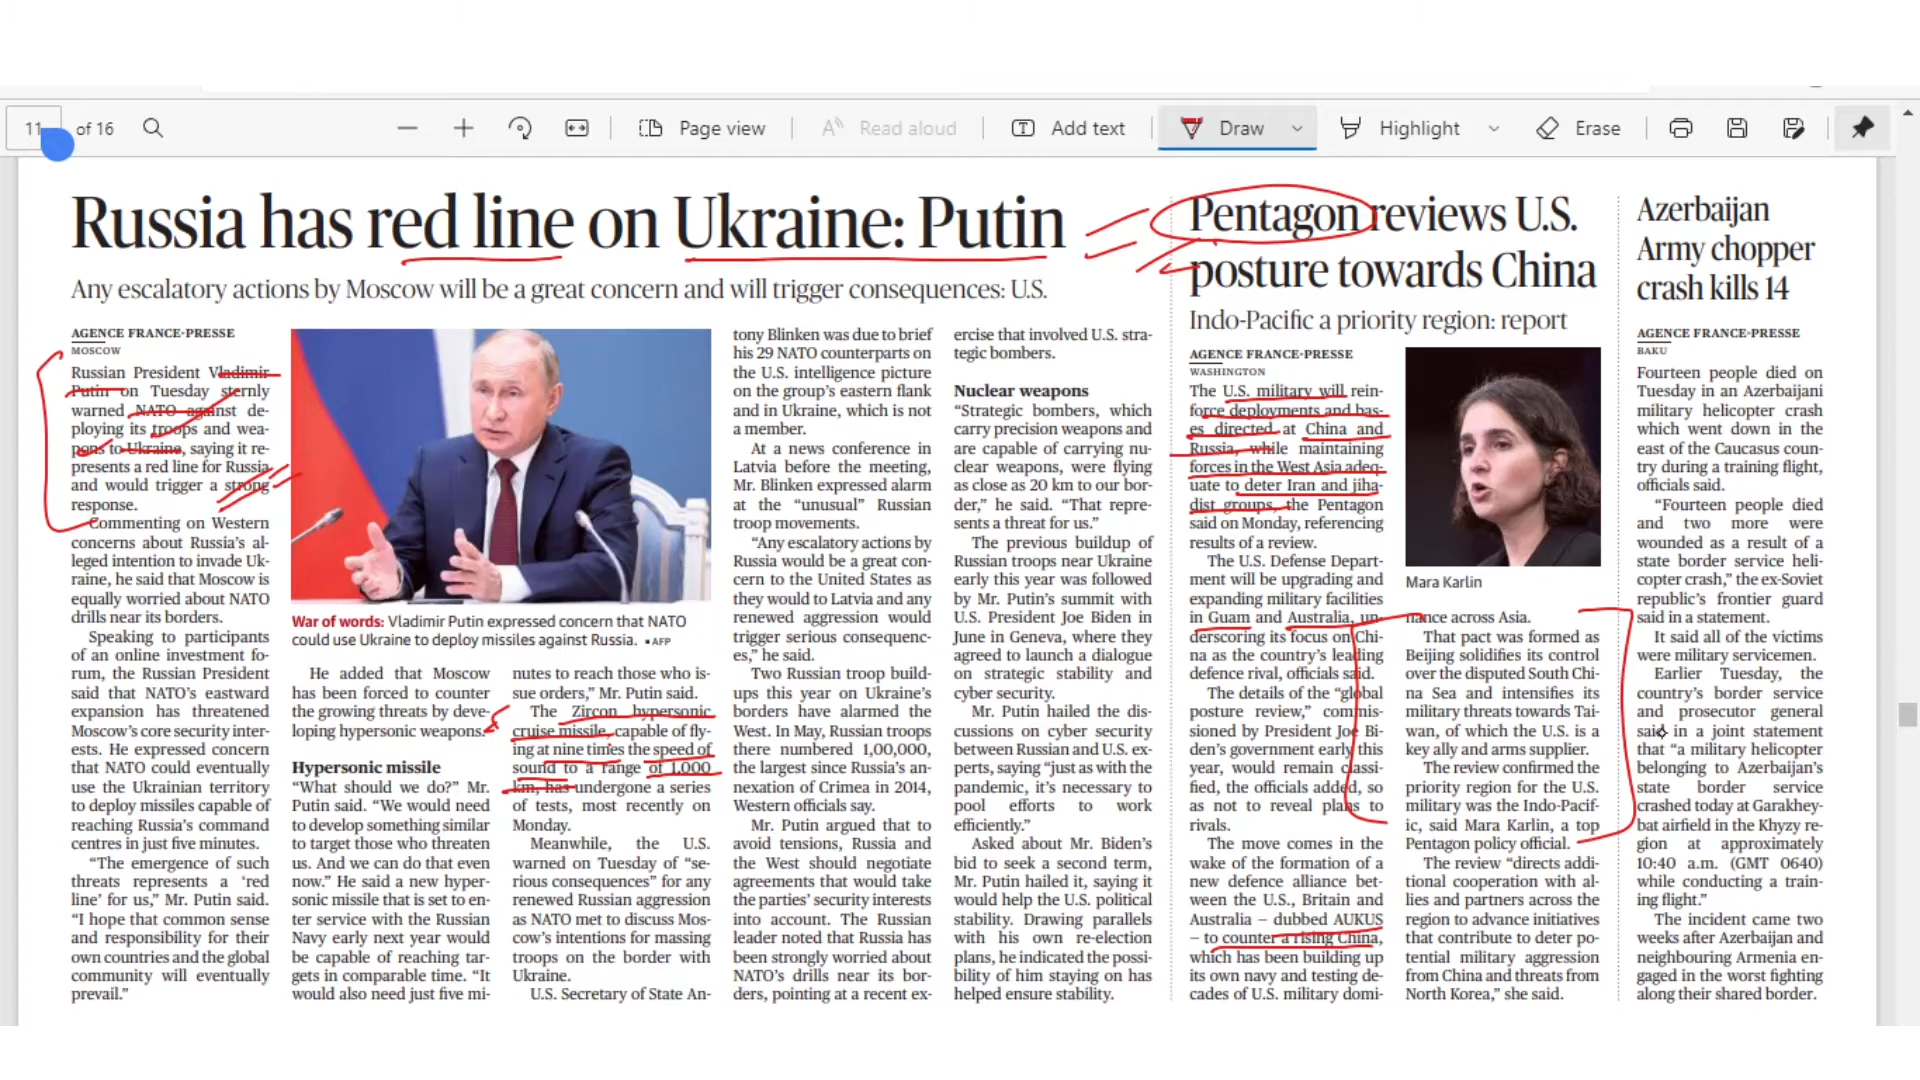 11 of 16 Page view Read aloud Add text Draw Highlight Erase
Russia has red line on Ukraine: Putin
Any escalatory actions by Moscow will be a great concern and will trigger consequences: U.S.
AGENCE FRANCE-PRESSE
MOSCOW
Russian President Vladimir
Putin on Tuesday sternly
warned NATO against de-
ploying its troops and wea-
pons to Ukraine, saying it re-
presents a red line for Russia
and would trigger a strong
response.
Commenting on Western
concerns about Russia's al-
leged intention to invade Uk-
raine, he said that Moscow is
equally worried about NATO
drills near its borders.
Speaking to participants
of an online investment fo-
rum, the Russian President
said that NATO's eastward
expansion has threatened
Moscow's core security inter-
ests. He expressed concern
that NATO could eventually
use the Ukrainian territory
to deploy missiles capable of
reaching Russia's command
centres in just five minutes.
“The emergence of such
threats represents a ‘red
line’ for us,” Mr. Putin said.
“I hope that common sense
and responsibility for their
own countries and the global
community will eventually
prevail.”
War of words: Vladimir Putin expressed concern that NATO
could use Ukraine to deploy missiles against Russia. ▪ AFP
He added that Moscow
has been forced to counter
the growing threats by deve-
loping hypersonic weapons.
Hypersonic missile
“What should we do?” Mr.
Putin said. “We would need
to develop something similar
to target those who threaten
us. And we can do that even
now.” He said a new hyper-
sonic missile that is set to en-
ter service with the Russian
Navy early next year would
be capable of reaching tar-
gets in comparable time. “It
would also need just five mi-
nutes to reach those who is-
sue orders,” Mr. Putin said.
The Zircon hypersonic
cruise missile, capable of fly-
ing at nine times the speed of
sound to a range of 1,000
km, has undergone a series
of tests, most recently on
Monday.
Meanwhile, the U.S.
warned on Tuesday of “se-
rious consequences” for any
renewed Russian aggression
as NATO met to discuss Mos-
cow's intentions for massing
troops on the border with
Ukraine.
U.S. Secretary of State An-
tony Blinken was due to brief
his 29 NATO counterparts on
the U.S. intelligence picture
on the group's eastern flank
and in Ukraine, which is not
a member.
At a news conference in
Latvia before the meeting,
Mr. Blinken expressed alarm
at the “unusual” Russian
troop movements.
“Any escalatory actions by
Russia would be a great con-
cern to the United States as
they would to Latvia and any
renewed aggression would
trigger serious consequenc-
es,” he said.
Two Russian troop build-
ups this year on Ukraine's
borders have alarmed the
West. In May, Russian troops
there numbered 1,00,000,
the largest since Russia's an-
nexation of Crimea in 2014,
Western officials say.
Mr. Putin argued that to
avoid tensions, Russia and
the West should negotiate
agreements that would take
the parties' security interests
into account. The Russian
leader noted that Russia has
been strongly worried about
NATO's drills near its bor-
ders, pointing at a recent ex-
ercise that involved U.S. stra-
tegic bombers.
Nuclear weapons
“Strategic bombers, which
carry precision weapons and
are capable of carrying nu-
clear weapons, were flying
as close as 20 km to our bor-
der,” he said. “That repre-
sents a threat for us.”
The previous buildup of
Russian troops near Ukraine
early this year was followed
by Mr. Putin's summit with
U.S. President Joe Biden in
June in Geneva, where they
agreed to launch a dialogue
on strategic stability and
cyber security.
Mr. Putin hailed the dis-
cussions on cyber security
between Russian and U.S. ex-
perts, saying “just as with the
pandemic, it's necessary to
pool efforts to work
efficiently.”
Asked about Mr. Biden's
bid to seek a second term,
Mr. Putin hailed it, saying it
would help the U.S. political
stability. Drawing parallels
with his own re-election
plans, he indicated the possi-
bility of him staying on has
helped ensure stability.
Pentagon reviews U.S.
posture towards China
Indo-Pacific a priority region: report
AGENCE FRANCE-PRESSE
WASHINGTON
The U.S. military will rein-
force deployments and bas-
es directed at China and
Russia, while maintaining
forces in the West Asia adeq-
uate to deter Iran and jiha-
dist groups, the Pentagon
said on Monday, referencing
results of a review.
The U.S. Defense Depart-
ment will be upgrading and
expanding military facilities
in Guam and Australia, un-
derscoring its focus on Chi-
na as the country's leading
defence rival, officials said.
The details of the “global
posture review,” commis-
sioned by President Joe Bi-
den's government early this
year, would remain classi-
fied, the officials added, so
as not to reveal plans to
rivals.
The move comes in the
wake of the formation of a
new defence alliance bet-
ween the U.S., Britain and
Australia – dubbed AUKUS
– to counter a rising China,
which has been building up
its own navy and testing de-
cades of U.S. military domi-
Mara Karlin
nance across Asia.
That pact was formed as
Beijing solidifies its control
over the disputed South Chi-
na Sea and intensifies its
military threats towards Tai-
wan, of which the U.S. is a
key ally and arms supplier.
The review confirmed the
priority region for the U.S.
military was the Indo-Pacif-
ic, said Mara Karlin, a top
Pentagon policy official.
The review “directs addi-
tional cooperation with al-
lies and partners across the
region to advance initiatives
that contribute to deter po-
tential military aggression
from China and threats from
North Korea,” she said.
Azerbaijan
Army chopper
crash kills 14
AGENCE FRANCE-PRESSE
BAKU
Fourteen people died on
Tuesday in an Azerbaijani
military helicopter crash
which went down in the
east of the Caucasus coun-
try during a training flight,
officials said.
“Fourteen people died
and two more were
wounded as a result of a
state border service heli-
copter crash,” the ex-Soviet
republic's frontier guard
said in a statement.
It said all of the victims
were military servicemen.
Earlier Tuesday, the
country's border service
and prosecutor general
said in a joint statement
that “a military helicopter
belonging to Azerbaijan's
state border service
crashed today at Garakhey-
bat airfield in the Khyzy re-
gion at approximately
10:40 a.m. (GMT 0640)
while conducting a train-
ing flight.”
The incident came two
weeks after Azerbaijan and
neighbouring Armenia en-
gaged in the worst fighting
along their shared border.